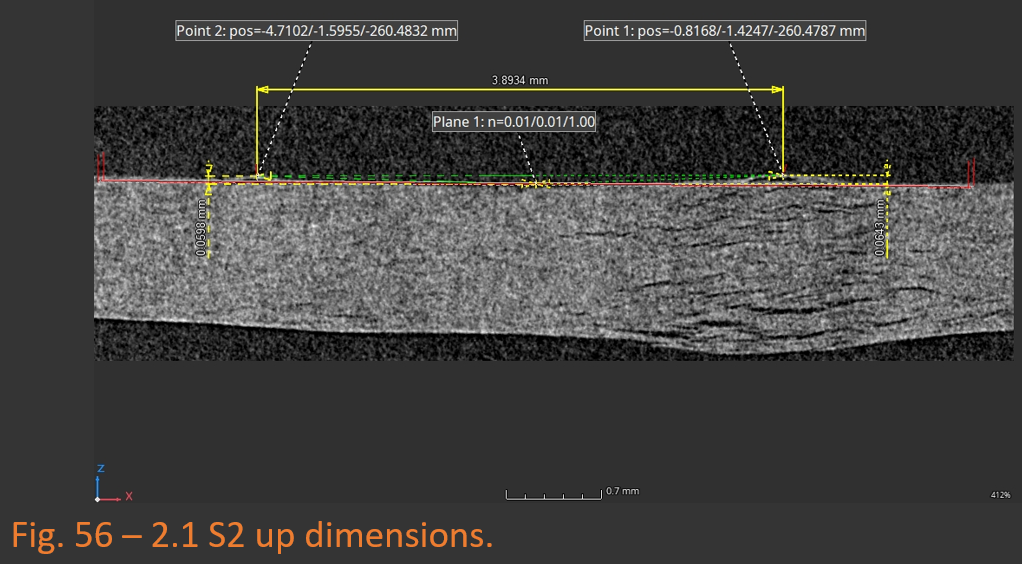 Point 2: pos=-4.7102/-1.5955/-260.4832 mm
Point 1: pos=-0.8168/-1.4247/-260.4787 mm
3.8934 mm
Plane 1: n=0.01/0.01/1.00
0.0598 mm
0.0643 mm
Z
X
0.7 mm
412%
Fig. 56 – 2.1 S2 up dimensions.